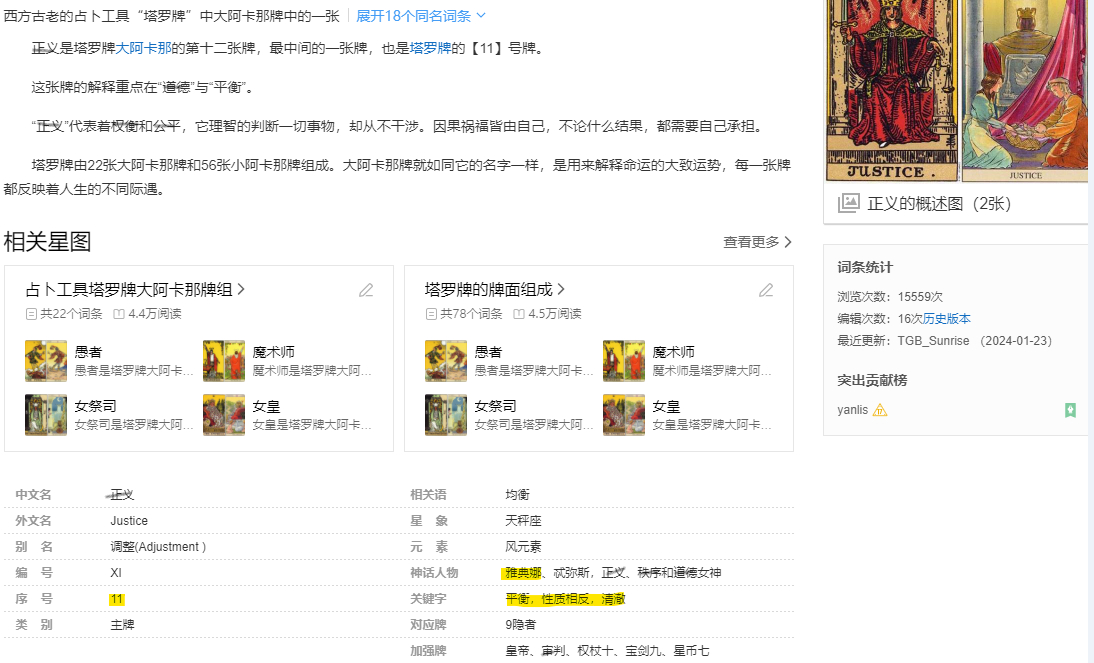 西方古老的占卜工具“塔罗牌”中大阿卡那牌中的一张 展开18个同名词条
正义是塔罗牌大阿卡那的第十二张牌，最中间的一张牌，也是塔罗牌的【11】号牌。
这张牌的解释重点在“道德”与“平衡”。
“正义”代表着权衡和公平，它理智的判断一切事物，却从不干涉。因果祸福皆由自己，不论什么结果，都需要自己承担。
塔罗牌由22张大阿卡那牌和56张小阿卡那牌组成。大阿卡那牌就如同它的名字一样，是用来解释命运的大致运势，每一张牌
都反映着人生的不同际遇。
相关星图 查看更多
占卜工具塔罗牌大阿卡那牌组
共22个词条 4.4万阅读
愚者 魔术师
愚者是塔罗牌大阿卡... 魔术师是塔罗牌大阿...
女祭司 女皇
女祭司是塔罗牌大阿... 女皇是塔罗牌大阿卡...
塔罗牌的牌面组成
共78个词条 4.5万阅读
愚者 魔术师
愚者是塔罗牌大阿卡... 魔术师是塔罗牌大阿...
女祭司 女皇
女祭司是塔罗牌大阿... 女皇是塔罗牌大阿卡...
中文名 正义
外文名 Justice
别 名 调整(Adjustment )
编 号 XI
序 号 11
类 别 主牌
相关语 均衡
星 象 天秤座
元 素 风元素
神话人物 雅典娜、忒弥斯，正义、秩序和道德女神
关键字 平衡，性质相反，清澈
对应牌 9隐者
加强牌 皇帝、审判、权杖十、宝剑九、星币七
JUSTICE.
JUSTICE
正义的概述图（2张）
词条统计
浏览次数：15559次
编辑次数：16次历史版本
最近更新：TGB_Sunrise （2024-01-23）
突出贡献榜
yanlis